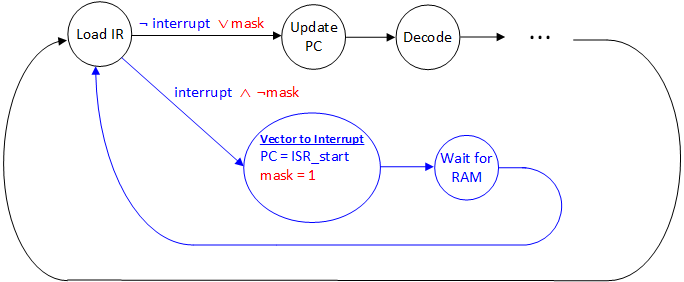 Load IR
¬ interrupt ∨ mask
Update
PC
Decode
...
interrupt ∧ ¬mask
Vector to Interrupt
PC = ISR_start
mask = 1
Wait for
RAM